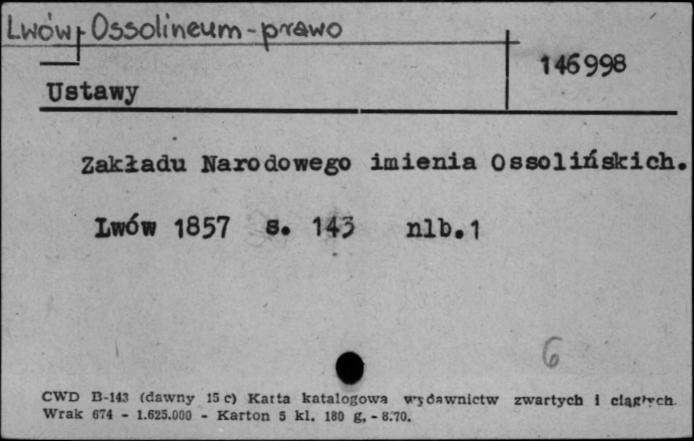 Lwów - Ossolineum - prawo
146998
Ustawy
Zakładu Narodowego imienia Ossolińskich.
Lwów 1857 s. 143 nlb.1
6
CWD B-143 (dawny 15 c) Karta katalogowa wydawnictw zwartych i ciągłych.
Wrak 674 - 1.625.000 - Karton 5 kl. 180 g. - 8.70.